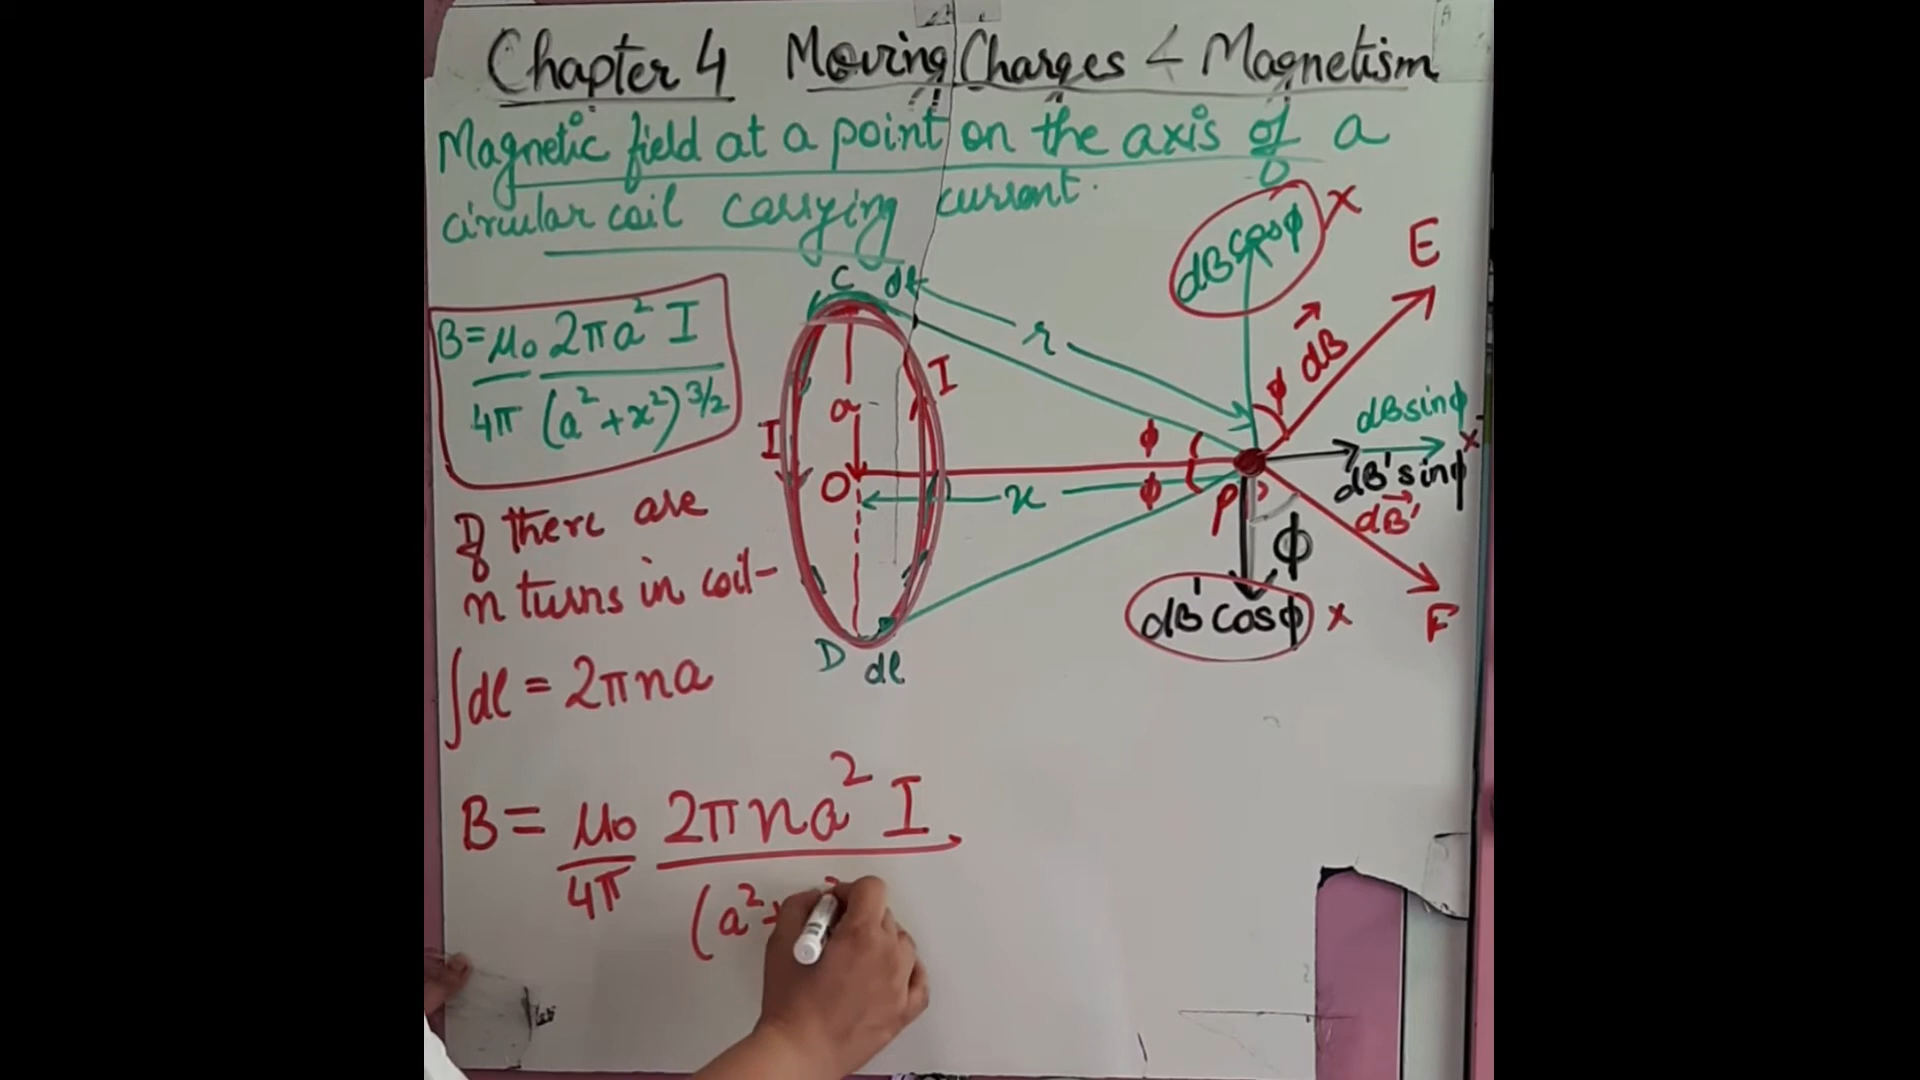 Chapter 4 Moving Charges & Magnetism
Magnetic field at a point on the axis of a
circular coil carrying current.
B = μ₀ 2πa² I
4π (a² + x²)^3/2
If there are
n turns in coil-
∫dl = 2πna
B = μ₀ 2πna² I
4π (a² +
C dl
r
I
a
I
O
x
D dl
ϕ
ϕ
P
dB cosϕ x
E
ϕ dB⃗
dB sinϕ
x
dB' sinϕ
dB⃗'
ϕ
dB' cosϕ x
F